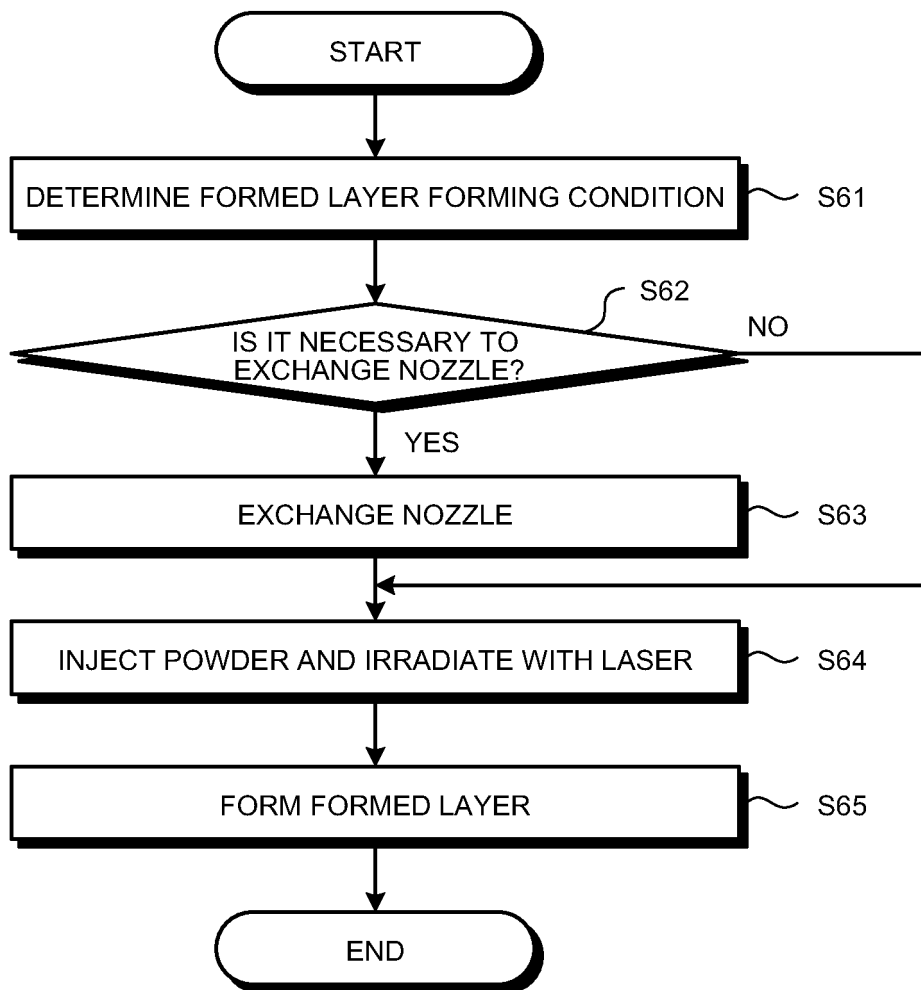 START
DETERMINE FORMED LAYER FORMING CONDITION
S61
S62
IS IT NECESSARY TO
EXCHANGE NOZZLE?
NO
YES
EXCHANGE NOZZLE
S63
INJECT POWDER AND IRRADIATE WITH LASER
S64
FORM FORMED LAYER
S65
END